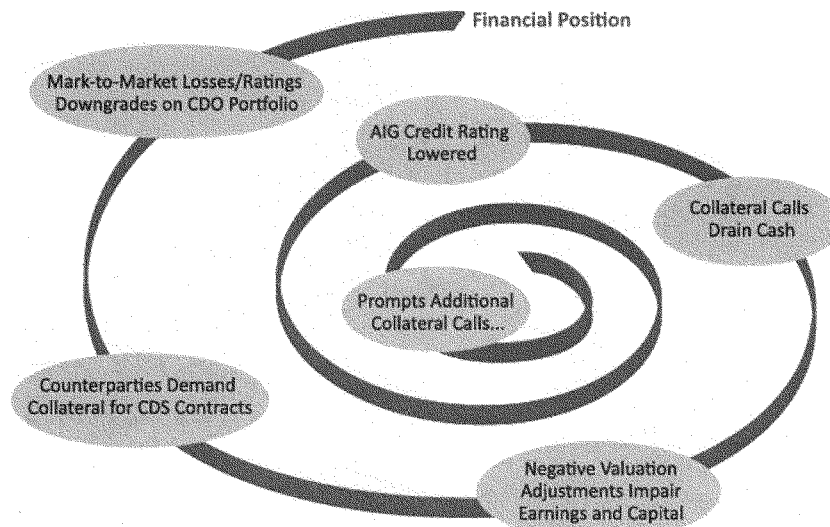 Financial Position
Mark-to-Market Losses/Ratings
Downgrades on CDO Portfolio
Counterparties Demand
Collateral for CDS Contracts
Negative Valuation
Adjustments Impair
Earnings and Capital
Collateral Calls
Drain Cash
AIG Credit Rating
Lowered
Prompts Additional
Collateral Calls...